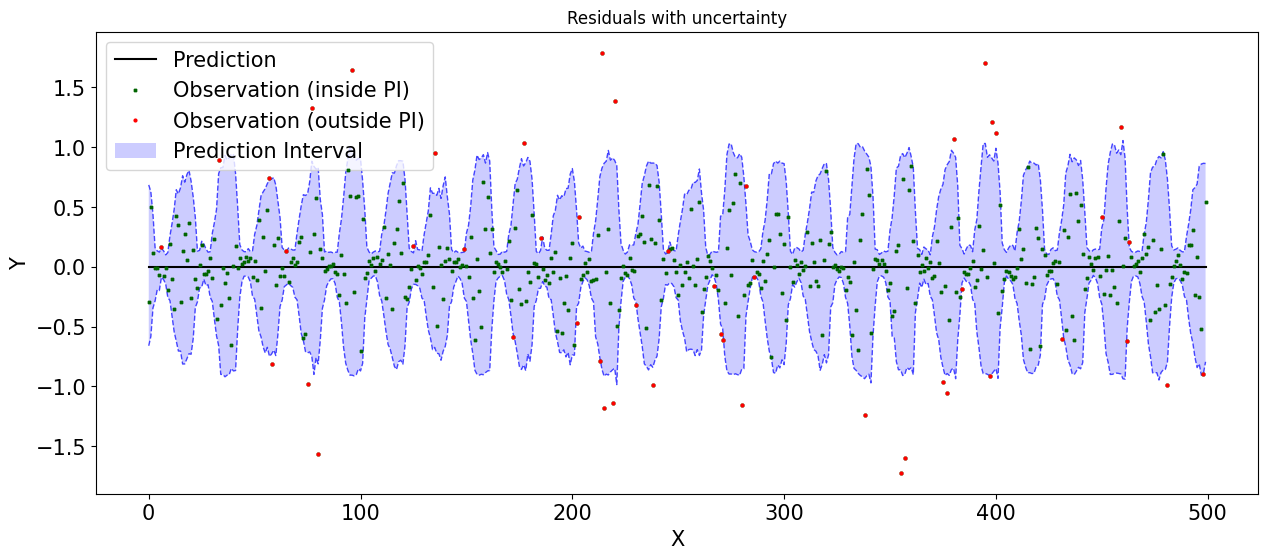 Residuals with uncertainty
Prediction
Observation (inside PI)
Observation (outside PI)
Prediction Interval
1.5
1.0
0.5
0.0
−0.5
−1.0
−1.5
Y
0 100 200 300 400 500
X